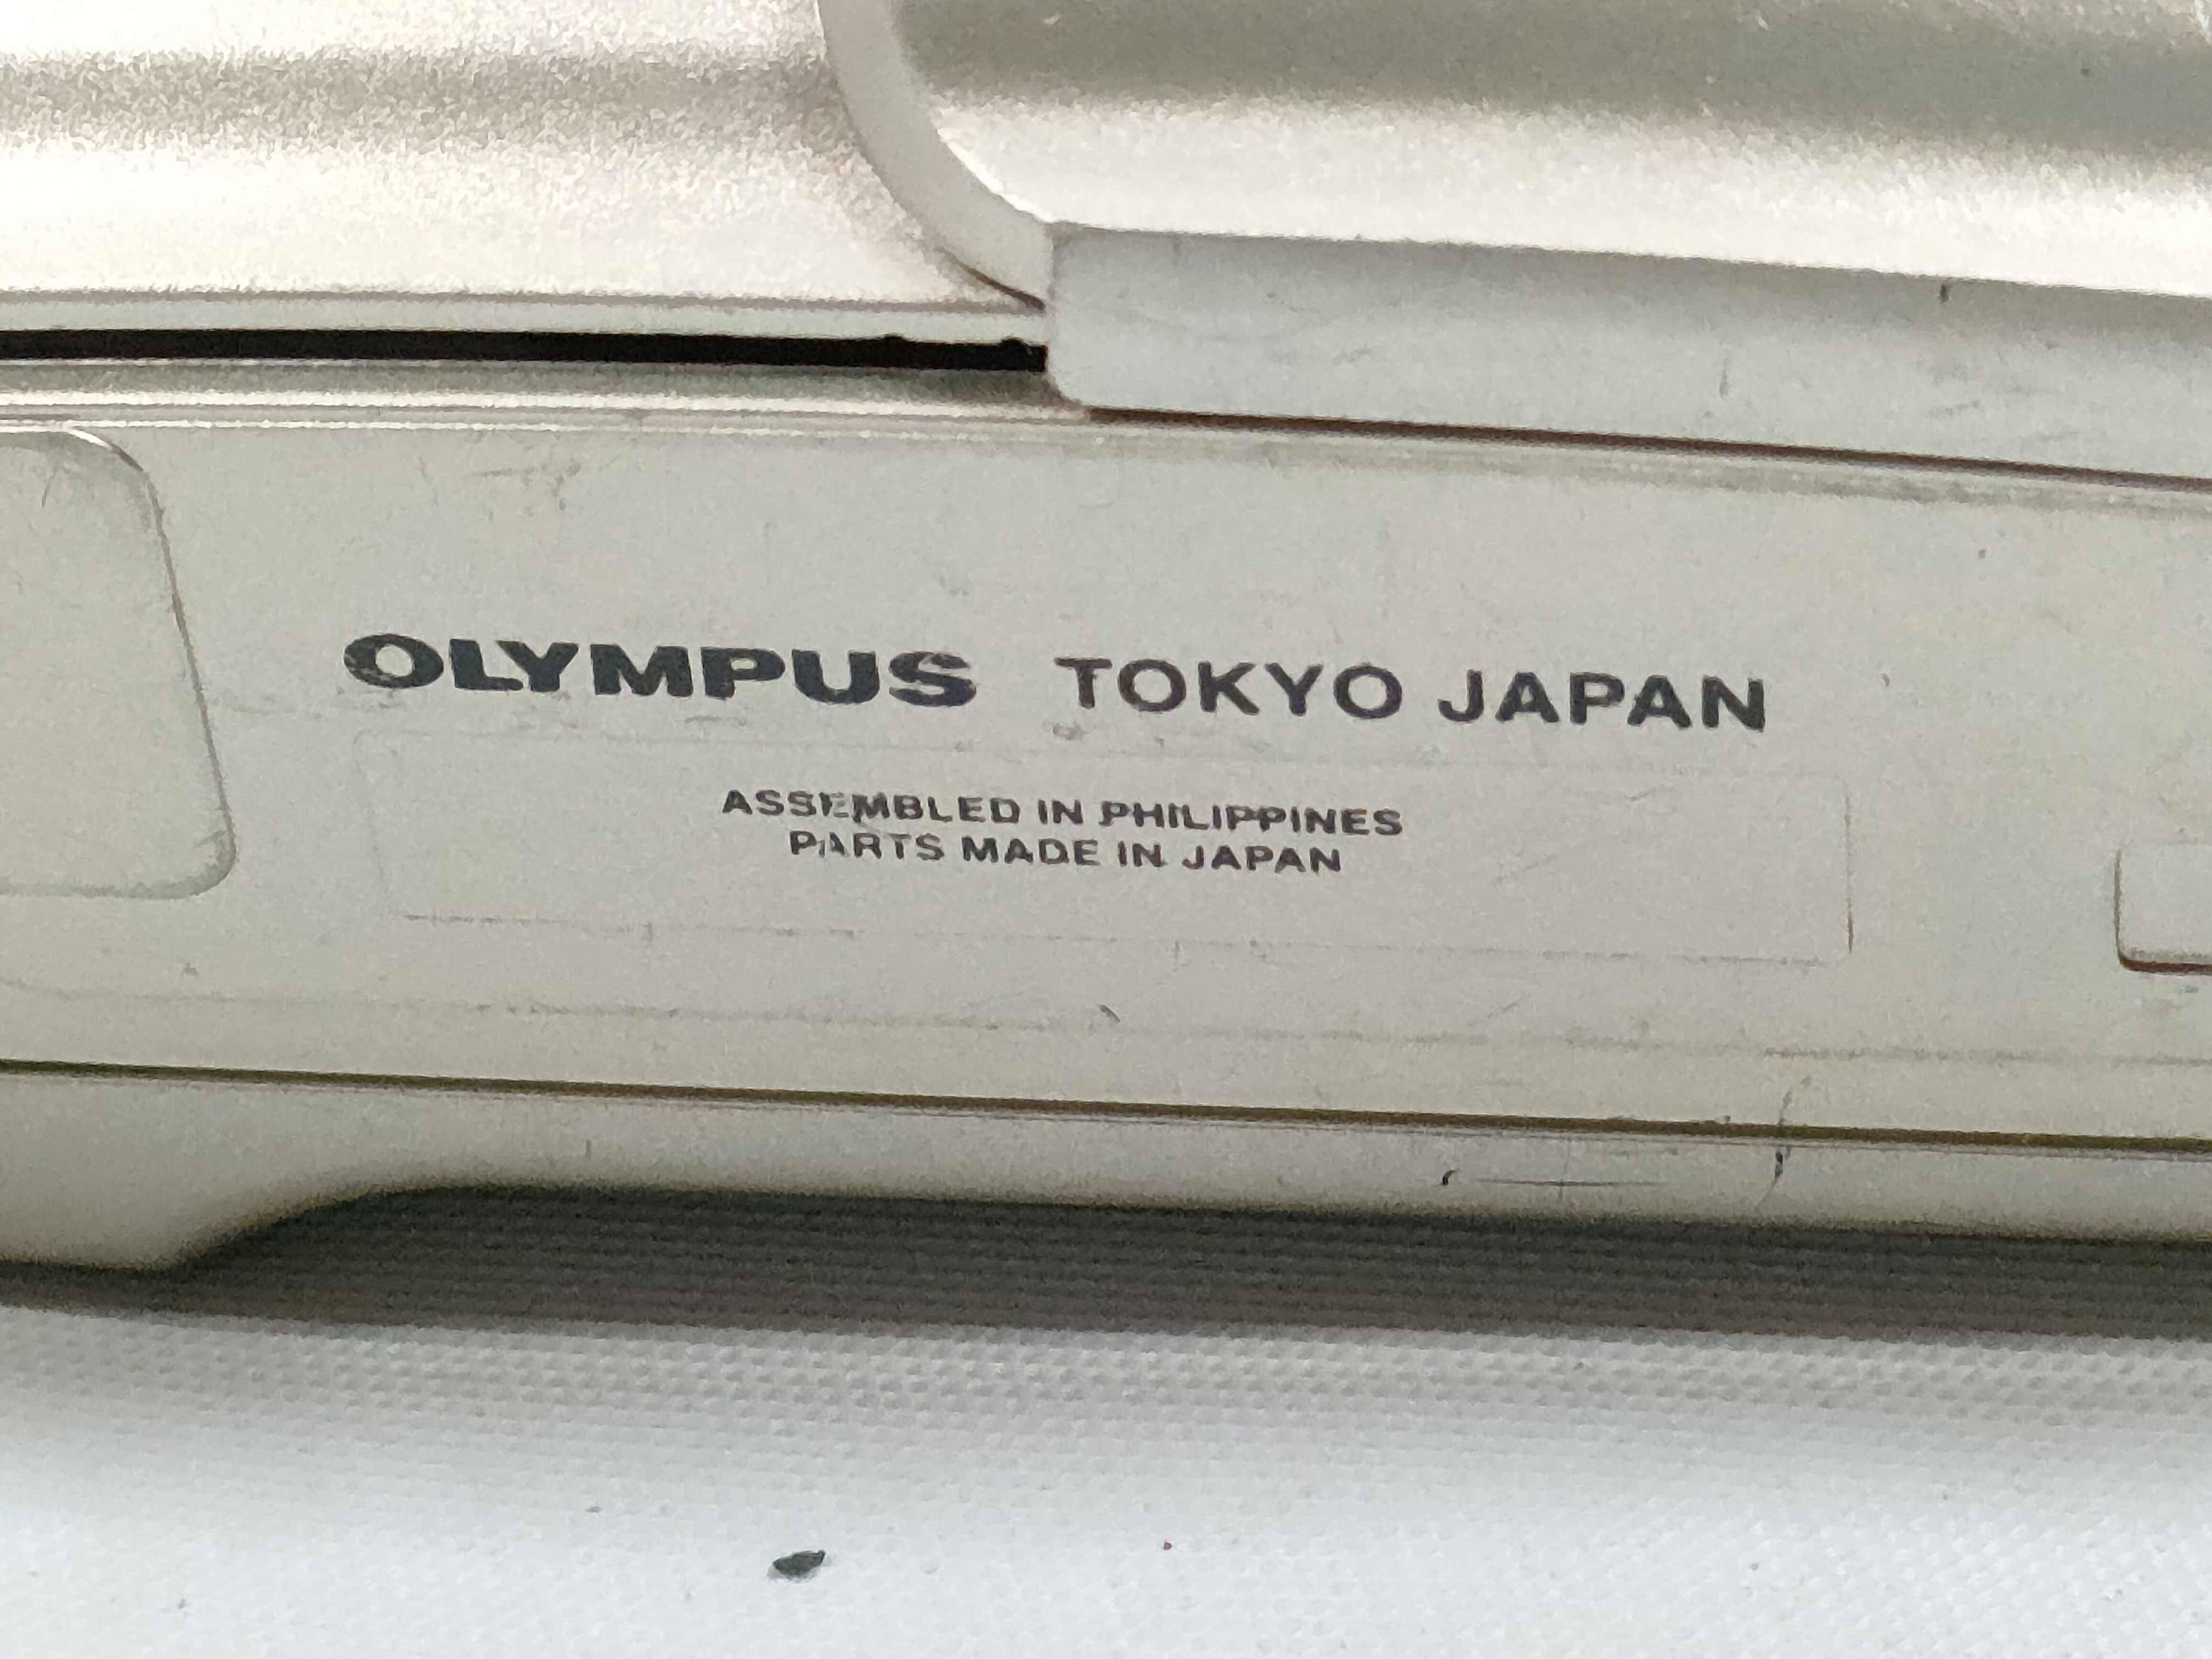 OLYMPUS TOKYO JAPAN
ASSEMBLED IN PHILIPPINES
PARTS MADE IN JAPAN